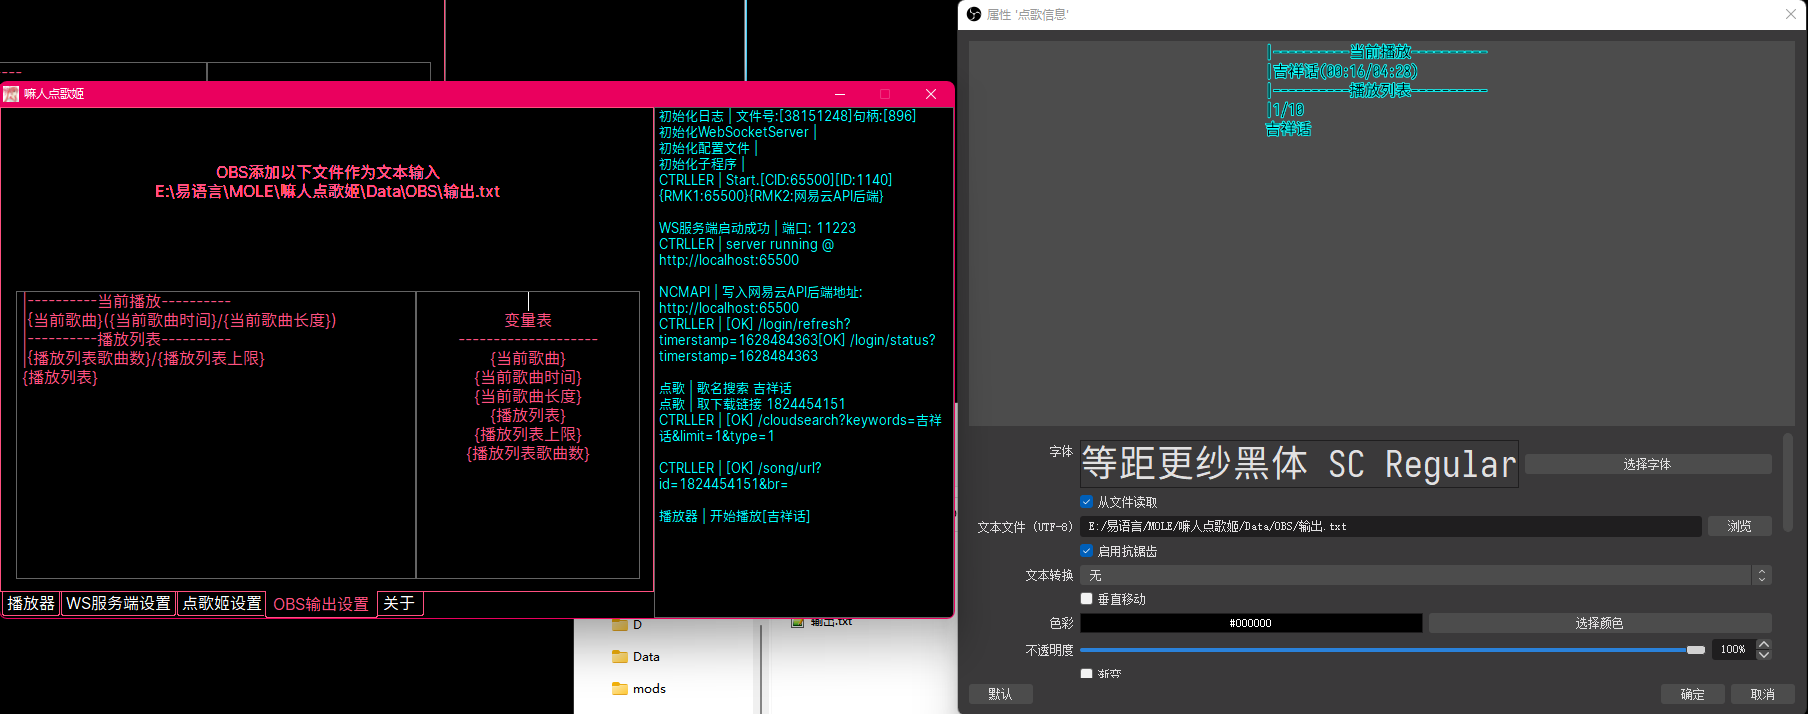 ---
嘛人点歌姬
OBS添加以下文件作为文本输入
E:\易语言\MOLE\嘛人点歌姬\Data\OBS\输出.txt
|----------当前播放----------
|{当前歌曲}({当前歌曲时间}/{当前歌曲长度})
|----------播放列表----------
|{播放列表歌曲数}/{播放列表上限}
{播放列表}
变量表
--------------------
{当前歌曲}
{当前歌曲时间}
{当前歌曲长度}
{播放列表}
{播放列表上限}
{播放列表歌曲数}
播放器
WS服务端设置
点歌姬设置
OBS输出设置
关于
初始化日志 | 文件号:[38151248]句柄:[896]
初始化WebSocketServer |
初始化配置文件 |
初始化子程序 |
CTRLLER | Start.[CID:65500][ID:1140]
{RMK1:65500}{RMK2:网易云API后端}
WS服务端启动成功 | 端口: 11223
CTRLLER | server running @
http://localhost:65500
NCMAPI | 写入网易云API后端地址:
http://localhost:65500
CTRLLER | [OK] /login/refresh?
timerstamp=1628484363[OK] /login/status?
timerstamp=1628484363
点歌 | 歌名搜索 吉祥话
点歌 | 取下载链接 1824454151
CTRLLER | [OK] /cloudsearch?keywords=吉祥
话&limit=1&type=1
CTRLLER | [OK] /song/url?
id=1824454151&br=
播放器 | 开始播放[吉祥话]
D
Data
mods
输出.txt
属性 '点歌信息'
|----------当前播放----------
|吉祥话(00:16/04:28)
|----------播放列表----------
|1/10
吉祥话
字体
等距更纱黑体 SC Regular
选择字体
从文件读取
文本文件 (UTF-8)
E:/易语言/MOLE/嘛人点歌姬/Data/OBS/输出.txt
浏览
启用抗锯齿
文本转换
无
垂直移动
色彩
#000000
选择颜色
不透明度
100%
渐变
默认
确定
取消